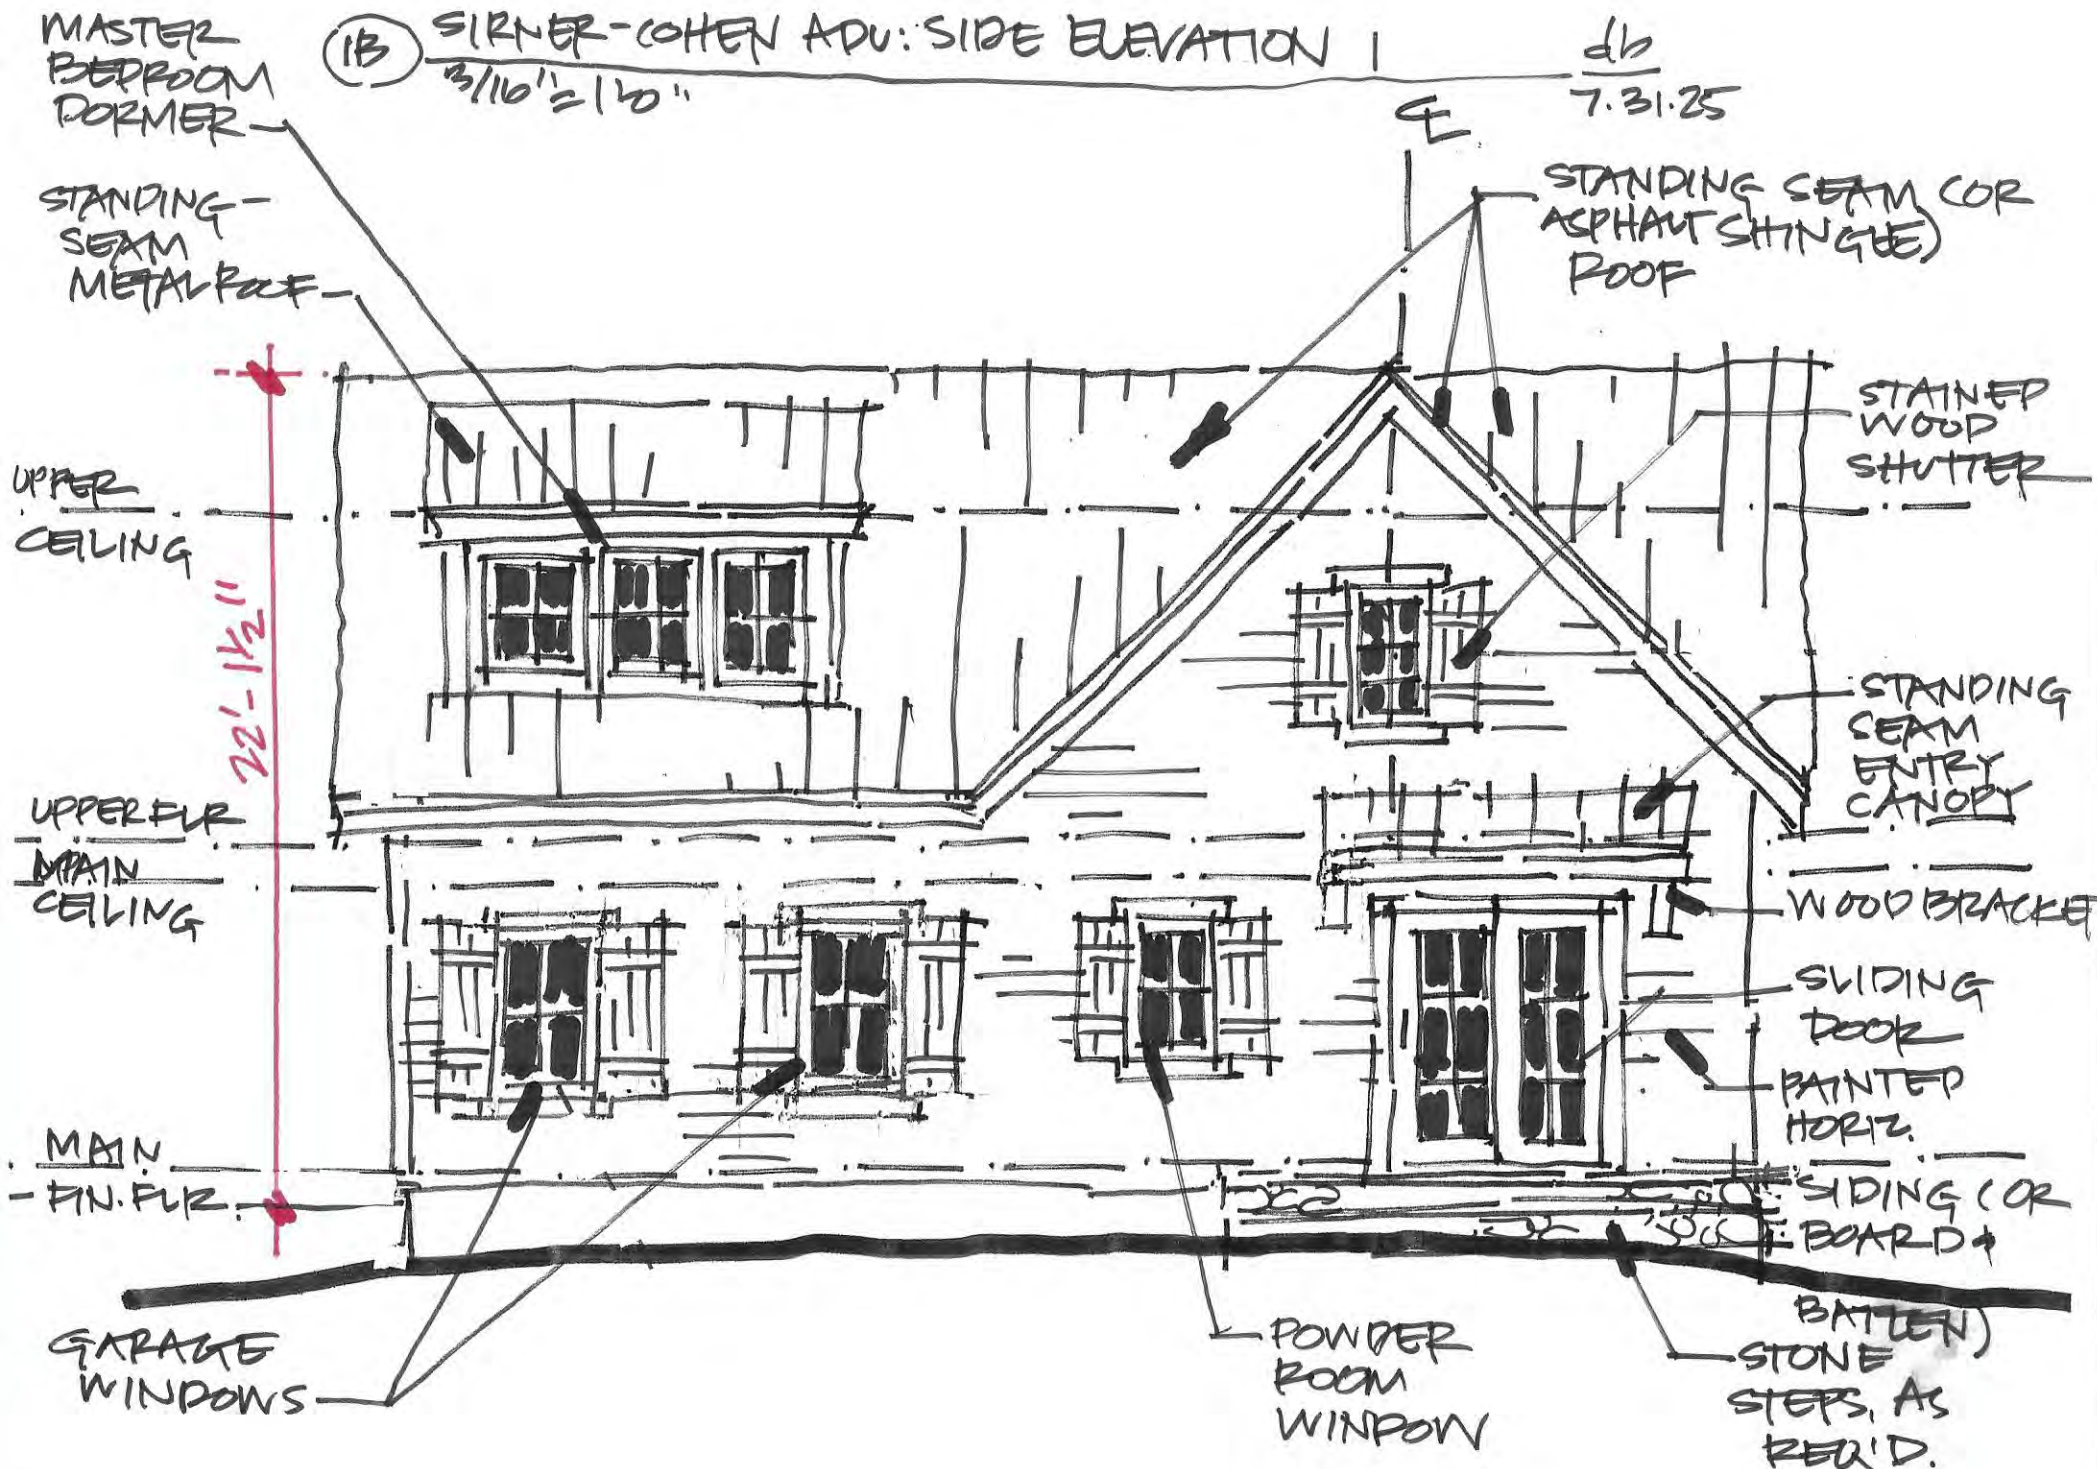 MASTER
BEDROOM
DORMER
1B
SIRNER-COHEN ADU: SIDE ELEVATION 1
3/16"=1'0"
db
7.31.25
CL
STANDING-
SEAM
METAL ROOF
STANDING SEAM (OR
ASPHALT SHINGLE)
ROOF
STAINED
WOOD
SHUTTER
UPPER
CEILING
22'-1½"
STANDING
SEAM
ENTRY
CANOPY
UPPER FLR
MAIN
CEILING
WOOD BRACKET
SLIDING
DOOR
PAINTED
HORIZ.
SIDING (OR
BOARD &
BATTEN)
MAIN
FIN. FLR.
GARAGE
WINDOWS
POWDER
ROOM
WINDOW
STONE
STEPS, AS
REQ'D.